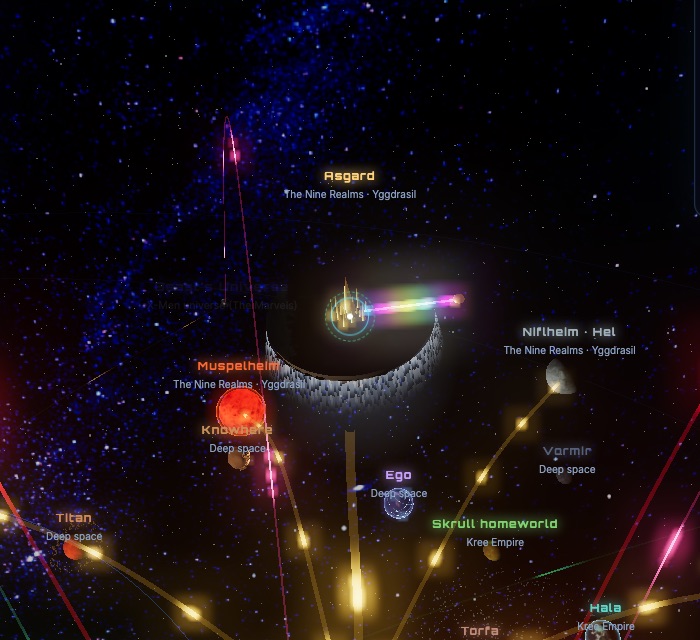 Asgard
The Nine Realms · Yggdrasil
Niflheim · Hel
The Nine Realms · Yggdrasil
Muspelheim
The Nine Realms · Yggdrasil
Knowhere
Deep space
Vormir
Deep space
Ego
Deep space
Titan
Deep space
Skrull homeworld
Kree Empire
Hala
Kree Empire
Torfa